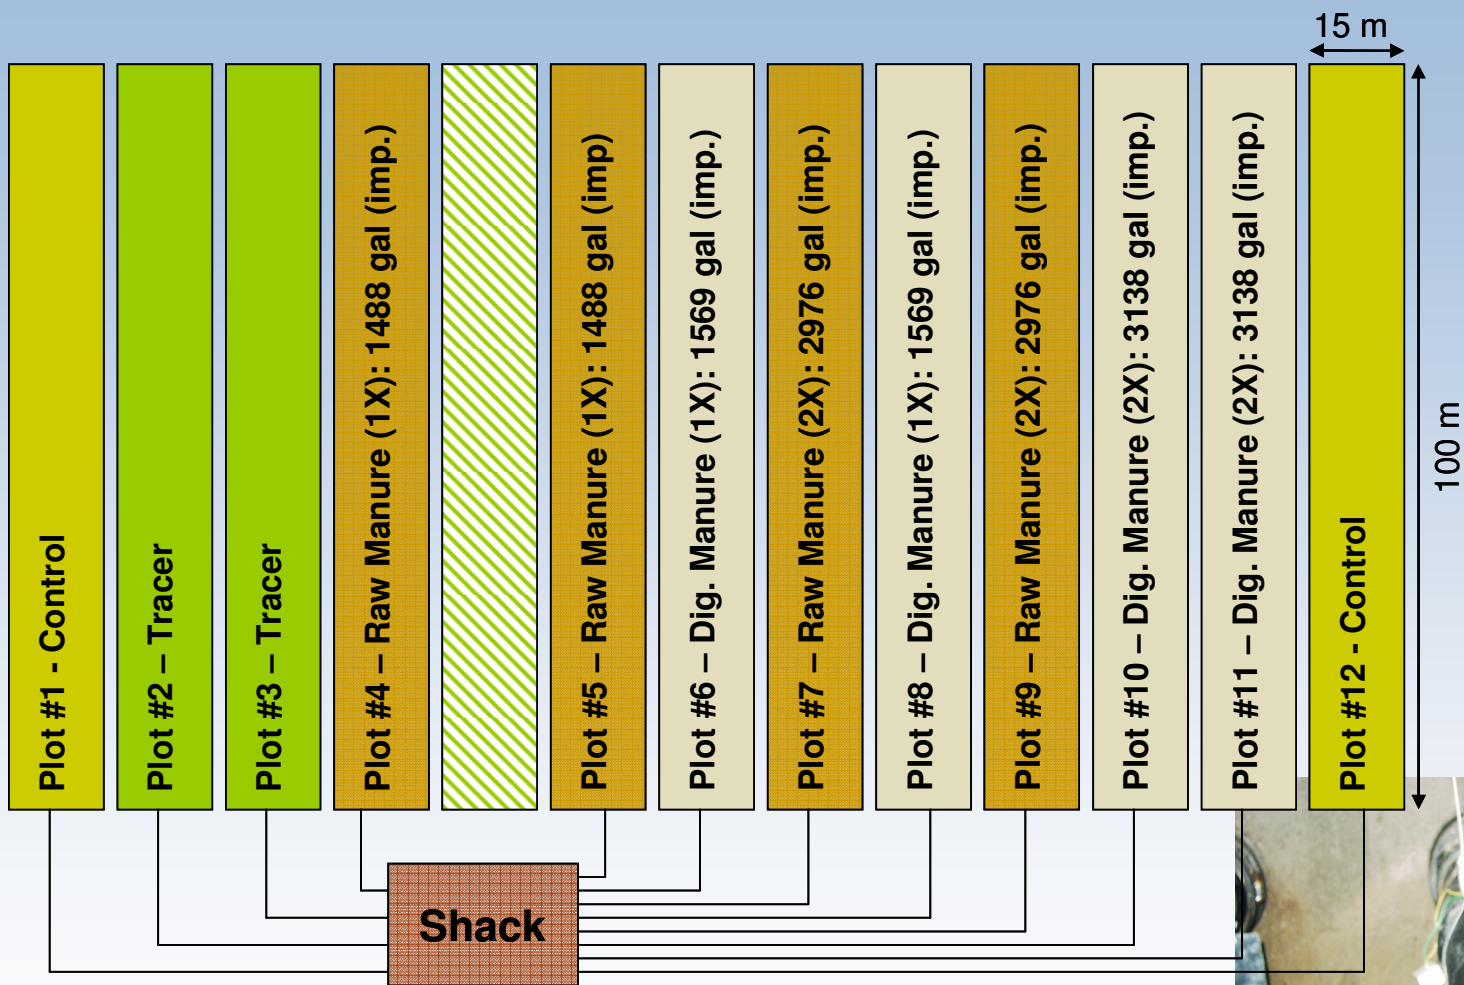 15 m
100 m
Plot #1 - Control
Plot #2 – Tracer
Plot #3 – Tracer
Plot #4 – Raw Manure (1X): 1488 gal (imp.)
Plot #5 – Raw Manure (1X): 1488 gal (imp)
Plot #6 – Dig. Manure (1X): 1569 gal (imp.)
Plot #7 – Raw Manure (2X): 2976 gal (imp.)
Plot #8 – Dig. Manure (1X): 1569 gal (imp.)
Plot #9 – Raw Manure (2X): 2976 gal (imp.)
Plot #10 – Dig. Manure (2X): 3138 gal (imp.)
Plot #11 – Dig. Manure (2X): 3138 gal (imp.)
Plot #12 - Control
Shack